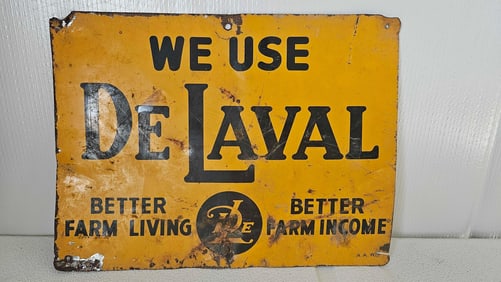 WE USE
DE LAVAL
BETTER FARM LIVING
BETTER FARM INCOME